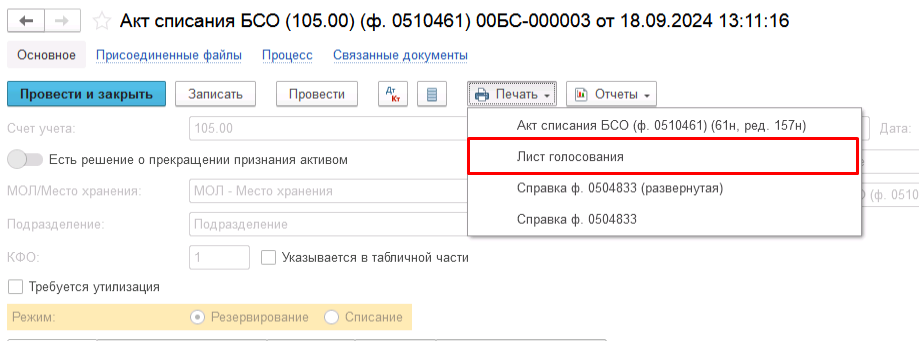 Акт списания БСО (105.00) (ф. 0510461) 00БС-000003 от 18.09.2024 13:11:16
Основное Присоединенные файлы Процесс Связанные документы
Провести и закрыть Записать Провести Дт Кт Печать Отчеты
Счет учета: 105.00 Дата:
Акт списания БСО (ф. 0510461) (61н, ред. 157н)
Есть решение о прекращении признания активом
Лист голосования
МОЛ/Место хранения: МОЛ - Место хранения
Справка ф. 0504833 (развернутая)
(ф. 0510
Подразделение: Подразделение
Справка ф. 0504833
КФО: 1 Указывается в табличной части
Требуется утилизация
Режим: Резервирование Списание